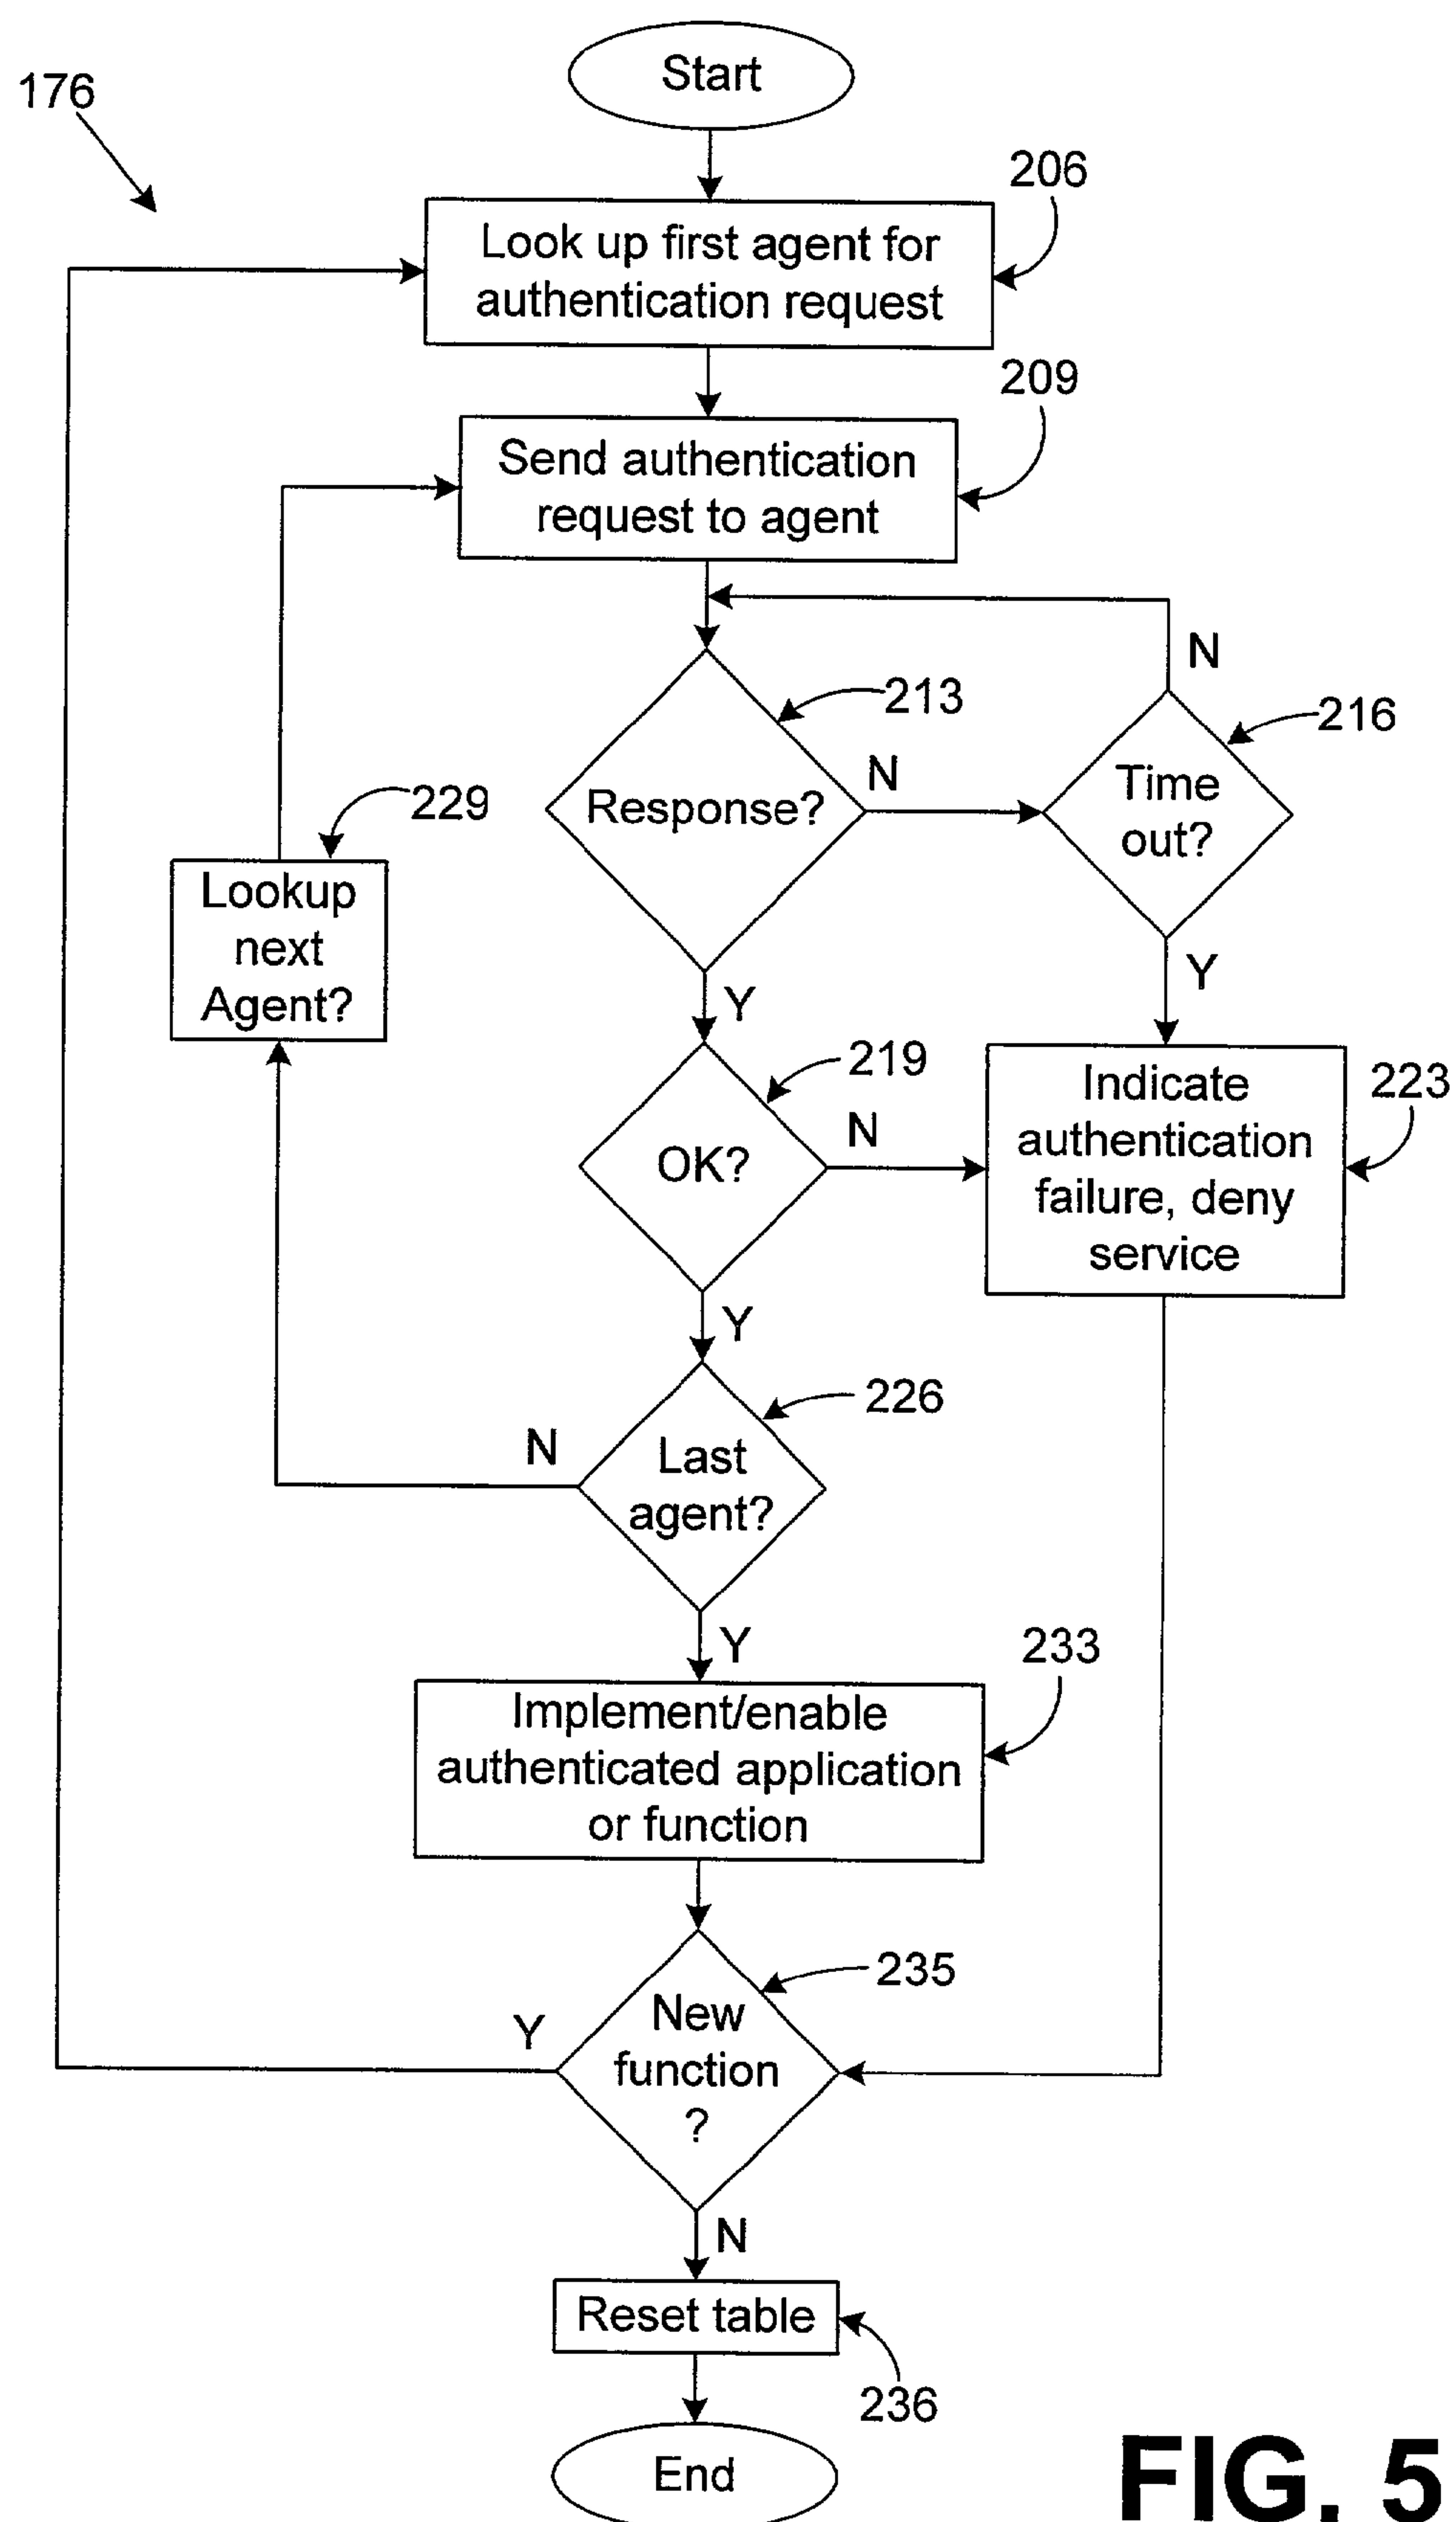 Start
176
206
Look up first agent for
authentication request
209
Send authentication
request to agent
N
213
216
N
Response?
Time
out?
229
Lookup
next
Agent?
Y
Y
219
OK?
N
Indicate
authentication
failure, deny
service
223
Y
226
N
Last
agent?
Y
233
Implement/enable
authenticated application
or function
235
Y
New
function
?
N
Reset table
236
End
FIG. 5